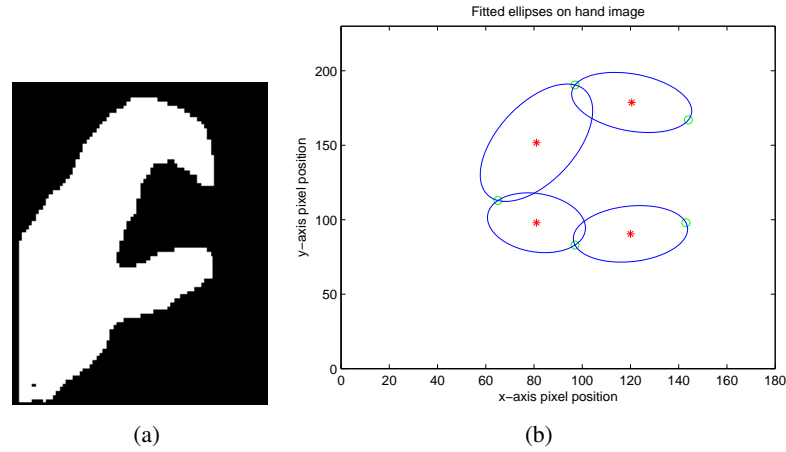 Fitted ellipses on hand image
y-axis pixel position
200
150
100
50
0
0 20 40 60 80 100 120 140 160 180
x-axis pixel position
(a) (b)